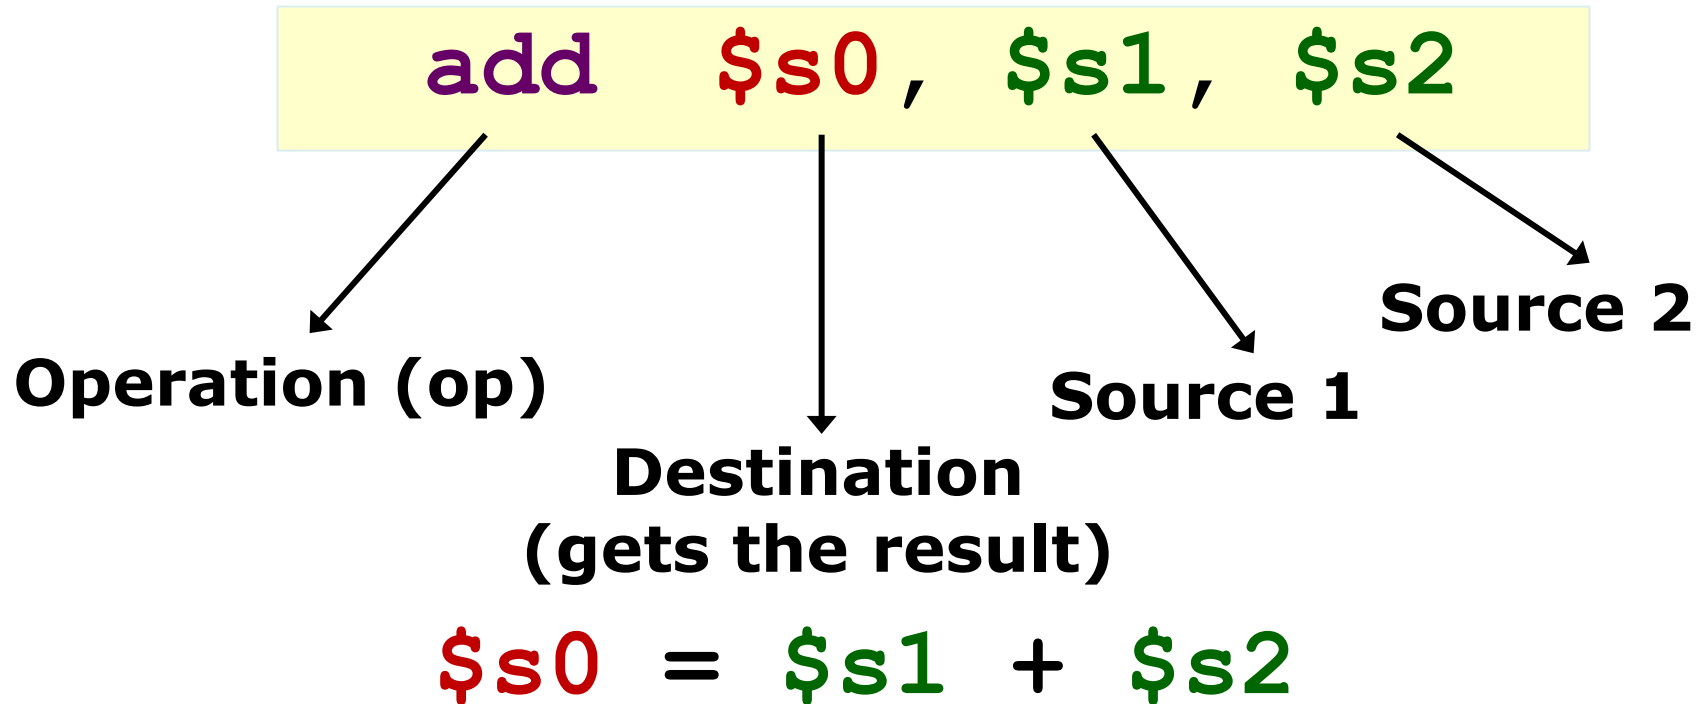 add $s0, $s1, $s2
Source 2
Operation (op)
Source 1
Destination
(gets the result)
$s0 = $s1 + $s2